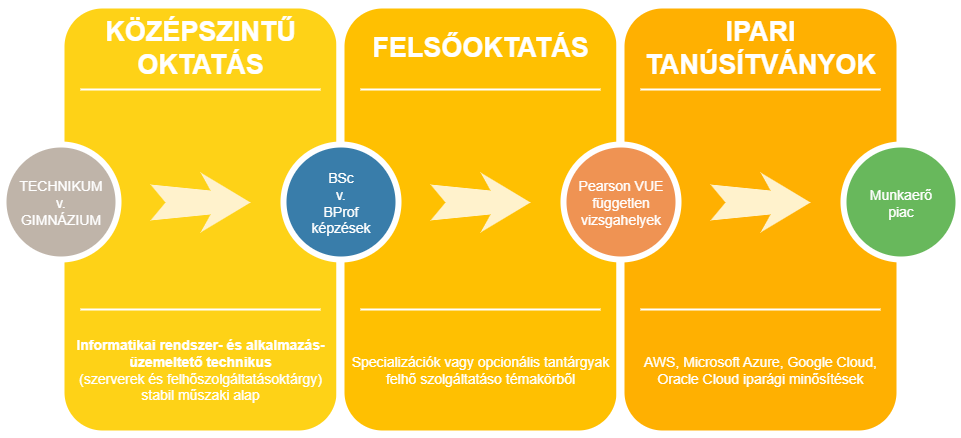 KÖZÉPSZINTŰ
OKTATÁS
FELSŐOKTATÁS
IPARI
TANÚSÍTVÁNYOK
TECHNIKUM
v.
GIMNÁZIUM
BSc
v.
BProf
képzések
Pearson VUE
független
vizsgahelyek
Munkaerő
piac
Informatikai rendszer- és alkalmazás-
üzemeltető technikus
(szerverek és felhőszolgáltatásoktárgy)
stabil műszaki alap
Specializációk vagy opcionális tantárgyak
felhő szolgáltatáso térnakörből
AWS, Microsoft Azure, Google Cloud,
Oracle Cloud iparági minősítések